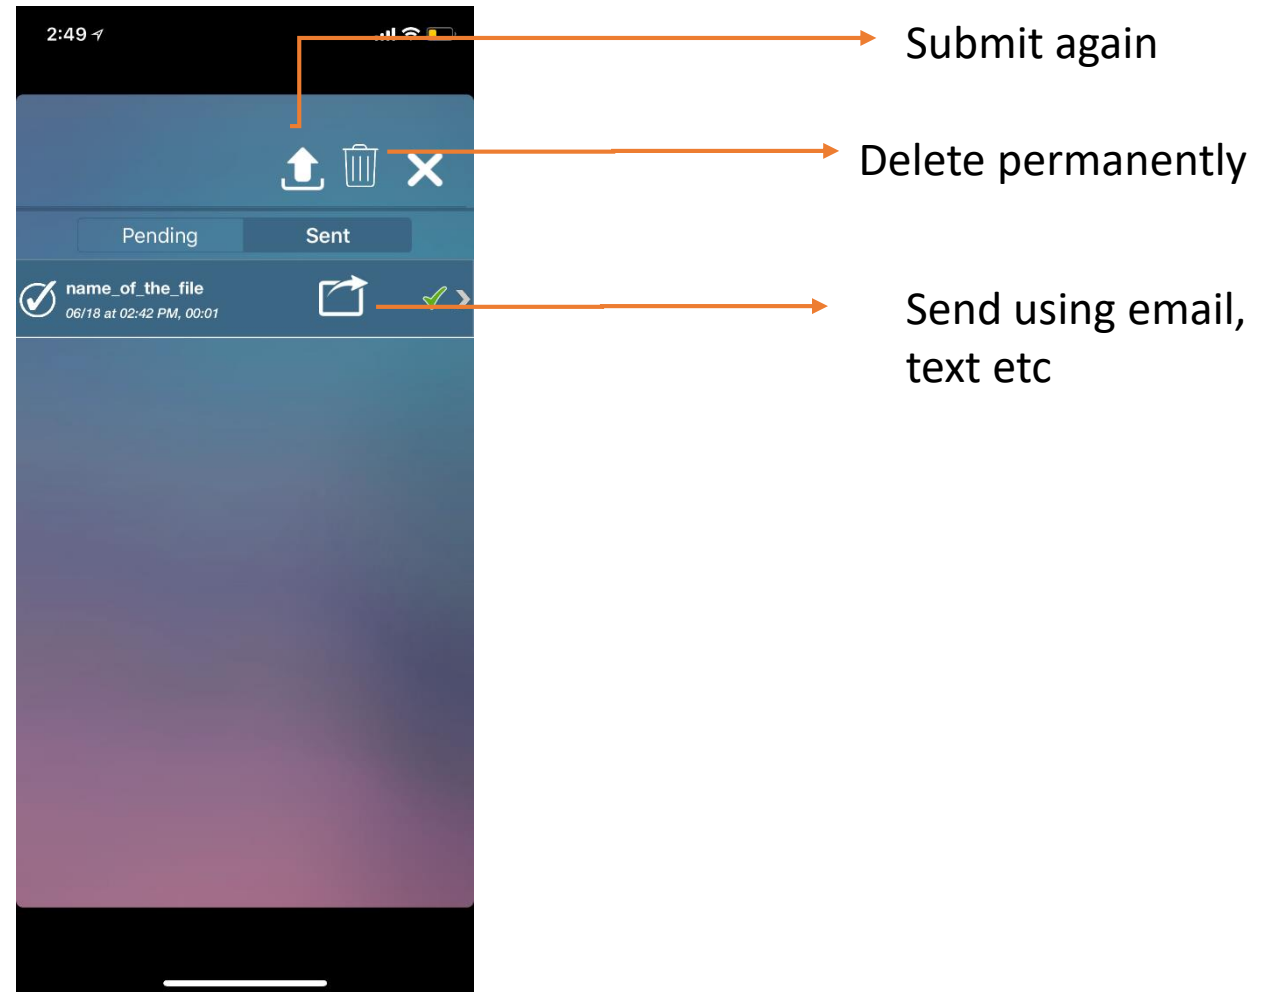 2:49
Submit again
Delete permanently
Pending Sent
name_of_the_file
06/18 at 02:42 PM, 00:01
Send using email,
text etc